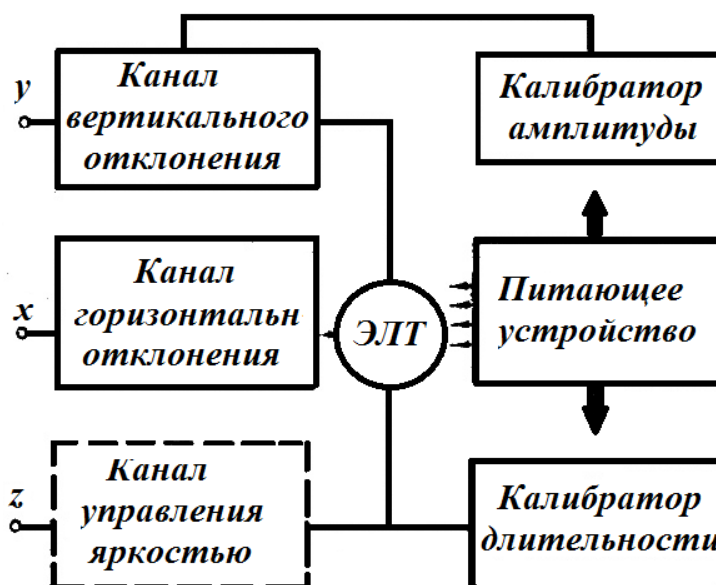 y
Канал
вертикального
отклонения
Калибратор
амплитуды
x
Канал
горизонтальн
отклонения
ЭЛТ
Питающее
устройство
z
Канал
управления
яркостью
Калибратор
длительности